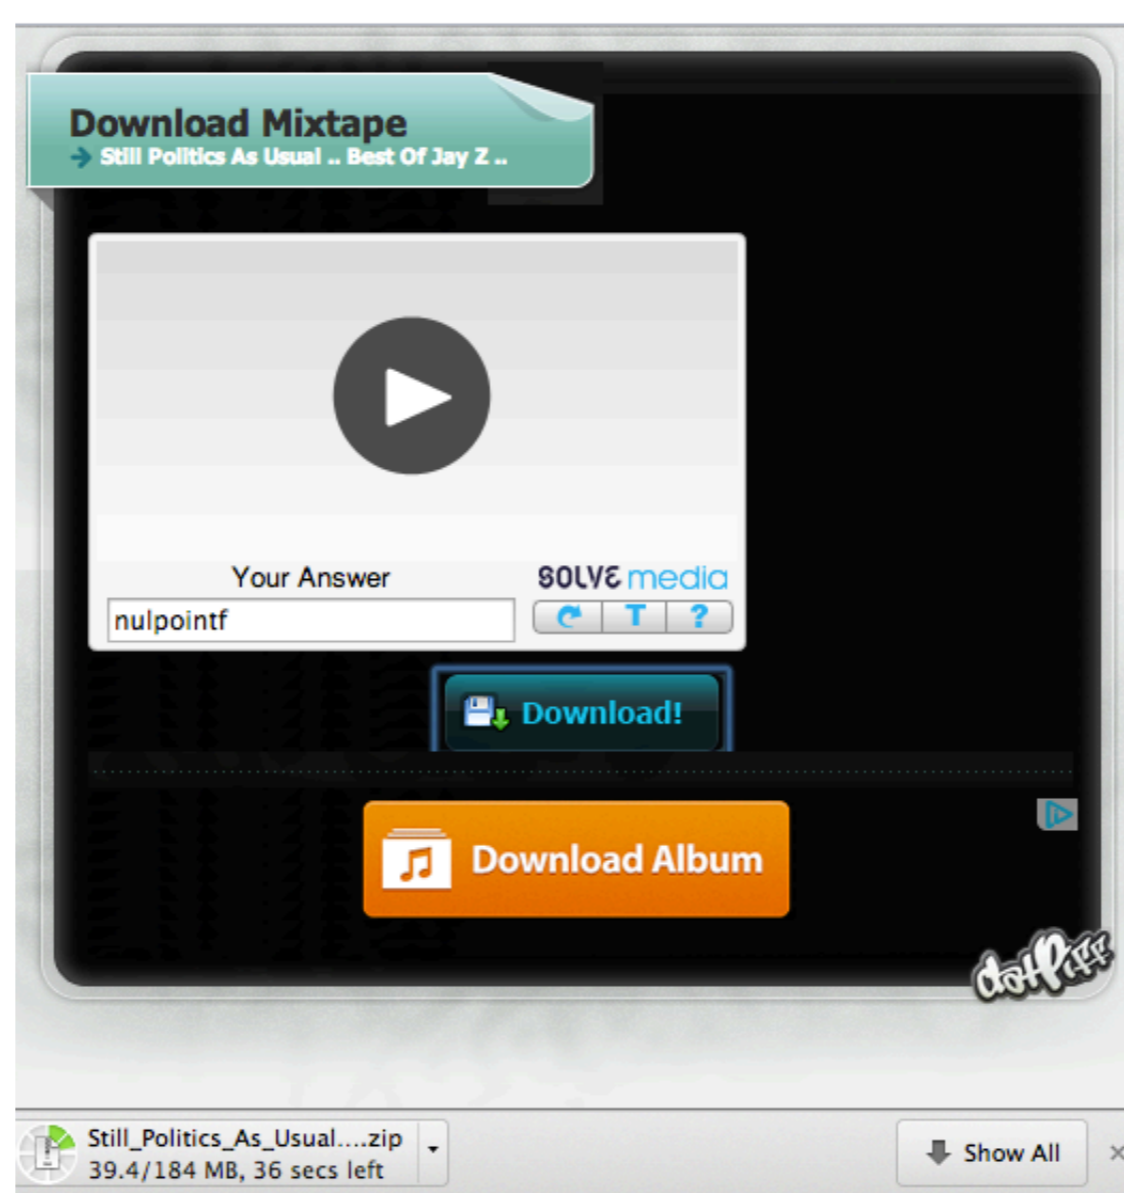 Download Mixtape
Still Politics As Usual .. Best Of Jay Z ..
Your Answer
SOLVE media
nulpointf
T ?
Download!
Download Album
datPiff
Still_Politics_As_Usual....zip
39.4/184 MB, 36 secs left
Show All